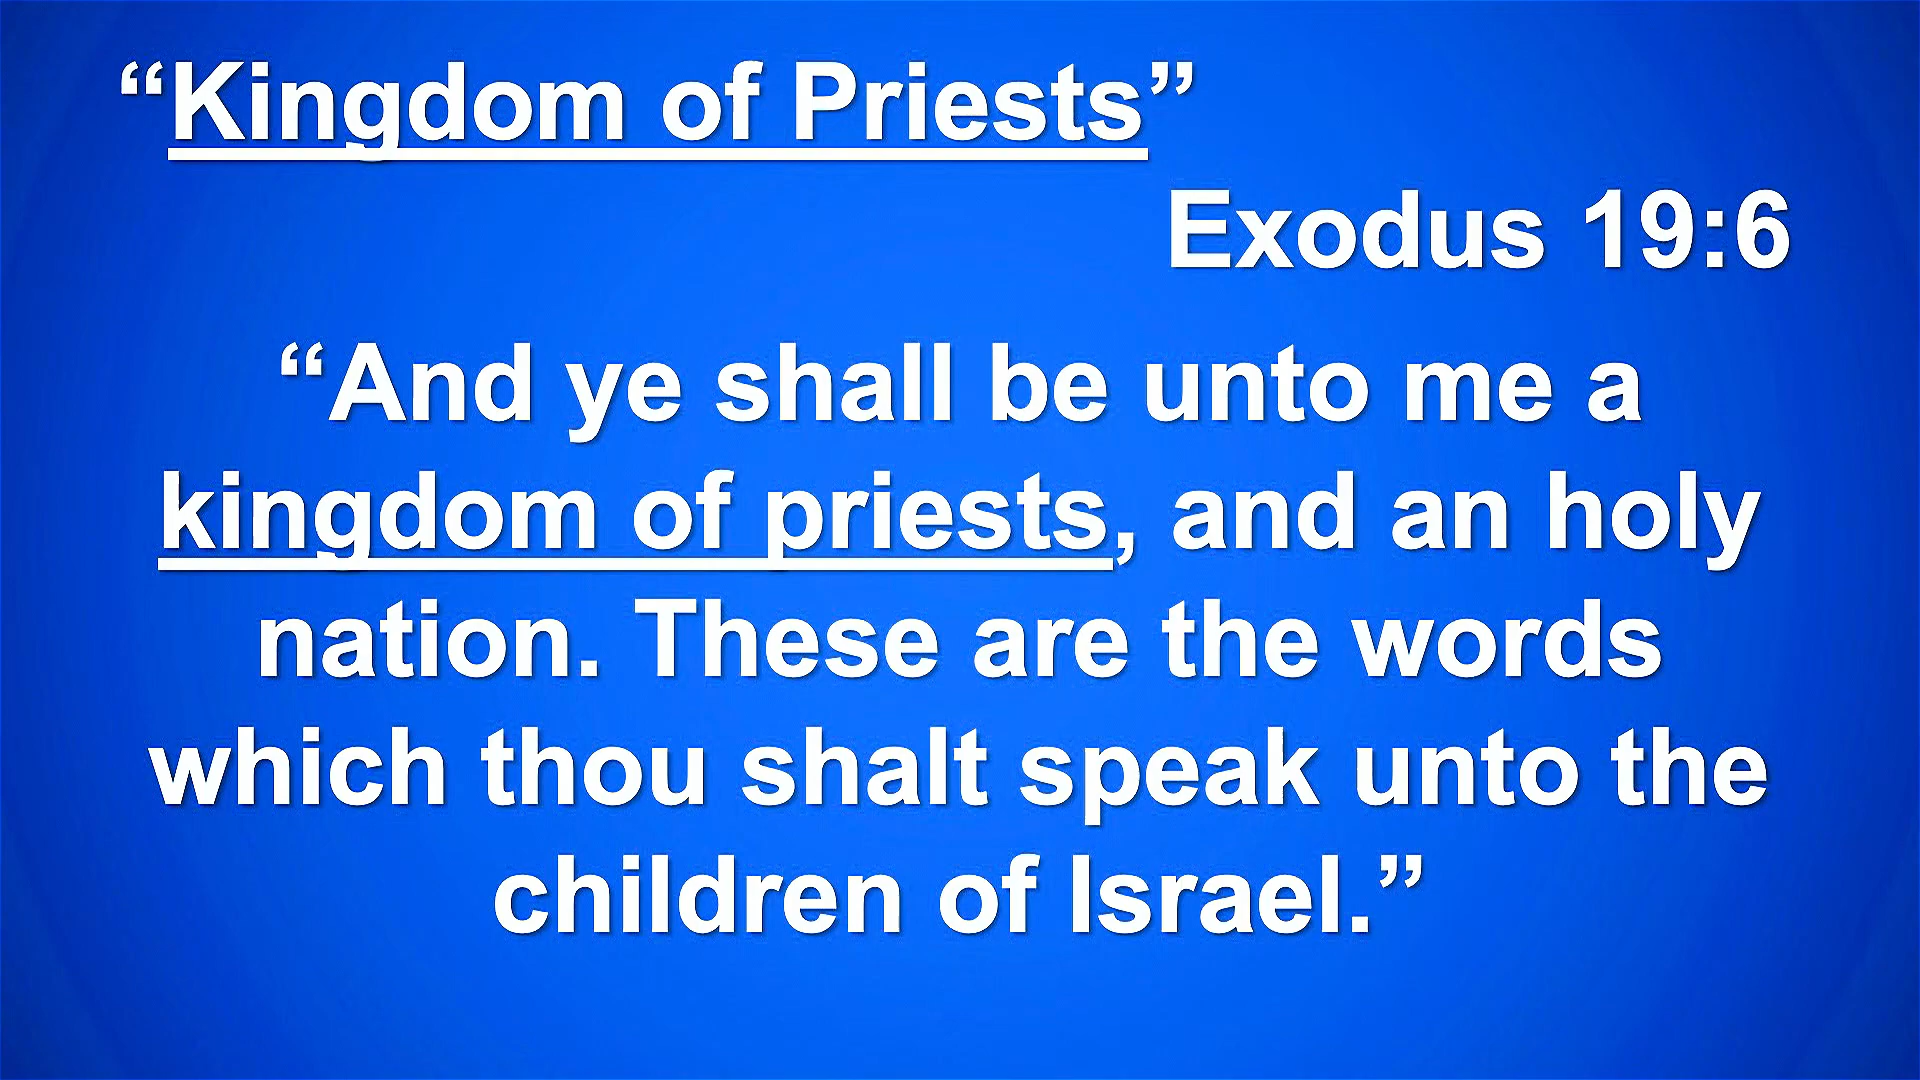 “Kingdom of Priests”
Exodus 19:6
“And ye shall be unto me a
kingdom of priests, and an holy
nation. These are the words
which thou shalt speak unto the
children of Israel.”